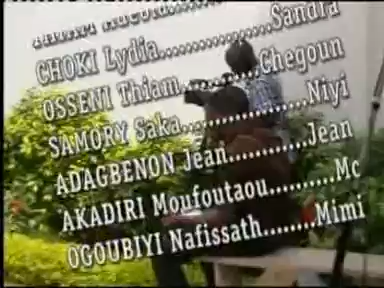 CHOKI Lydia..................Sandra
OSSENI Thiam.............Chegoun
SAMORY Saka....................Niyi
ADAGBENON Jean............Jean
AKADIRI Moufoutaou..........Mc
OGOUBIYI Nafissath........Mimi